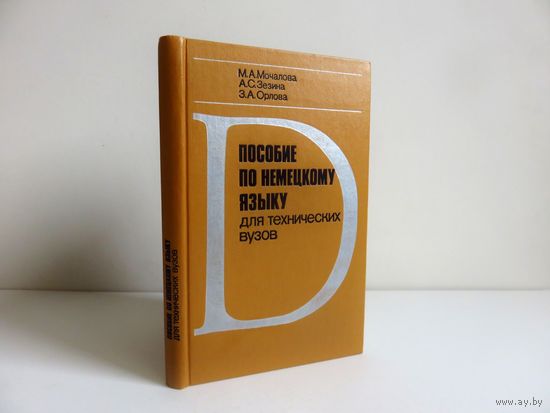 М.А.Мочалова
А.С.Зезина
З.А.Орлова
D
ПОСОБИЕ
ПО НЕМЕЦКОМУ
ЯЗЫКУ
для технических
вузов
ПОСОБИЕ ПО НЕМЕЦКОМУ ЯЗЫКУ
для технических вузов
www.ay.by